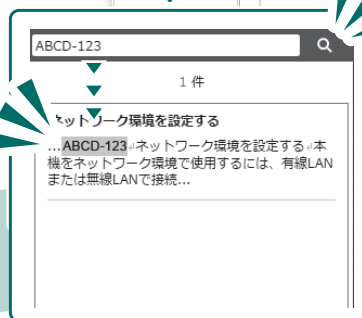 ABCD-123
1 件
ネットワーク環境を設定する
...ABCD-123↵ネットワーク環境を設定する↵本
機をネットワーク環境で使用するには、有線LAN
または無線LANで接続...